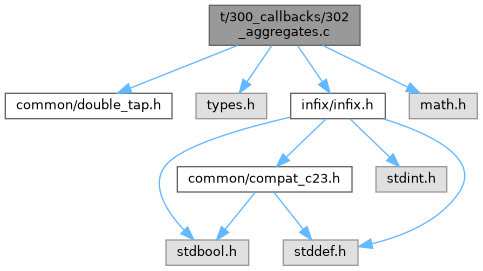 t/300_callbacks/302
_aggregates.c
common/double_tap.h
types.h
infix/infix.h
math.h
common/compat_c23.h
stdint.h
stdbool.h
stddef.h